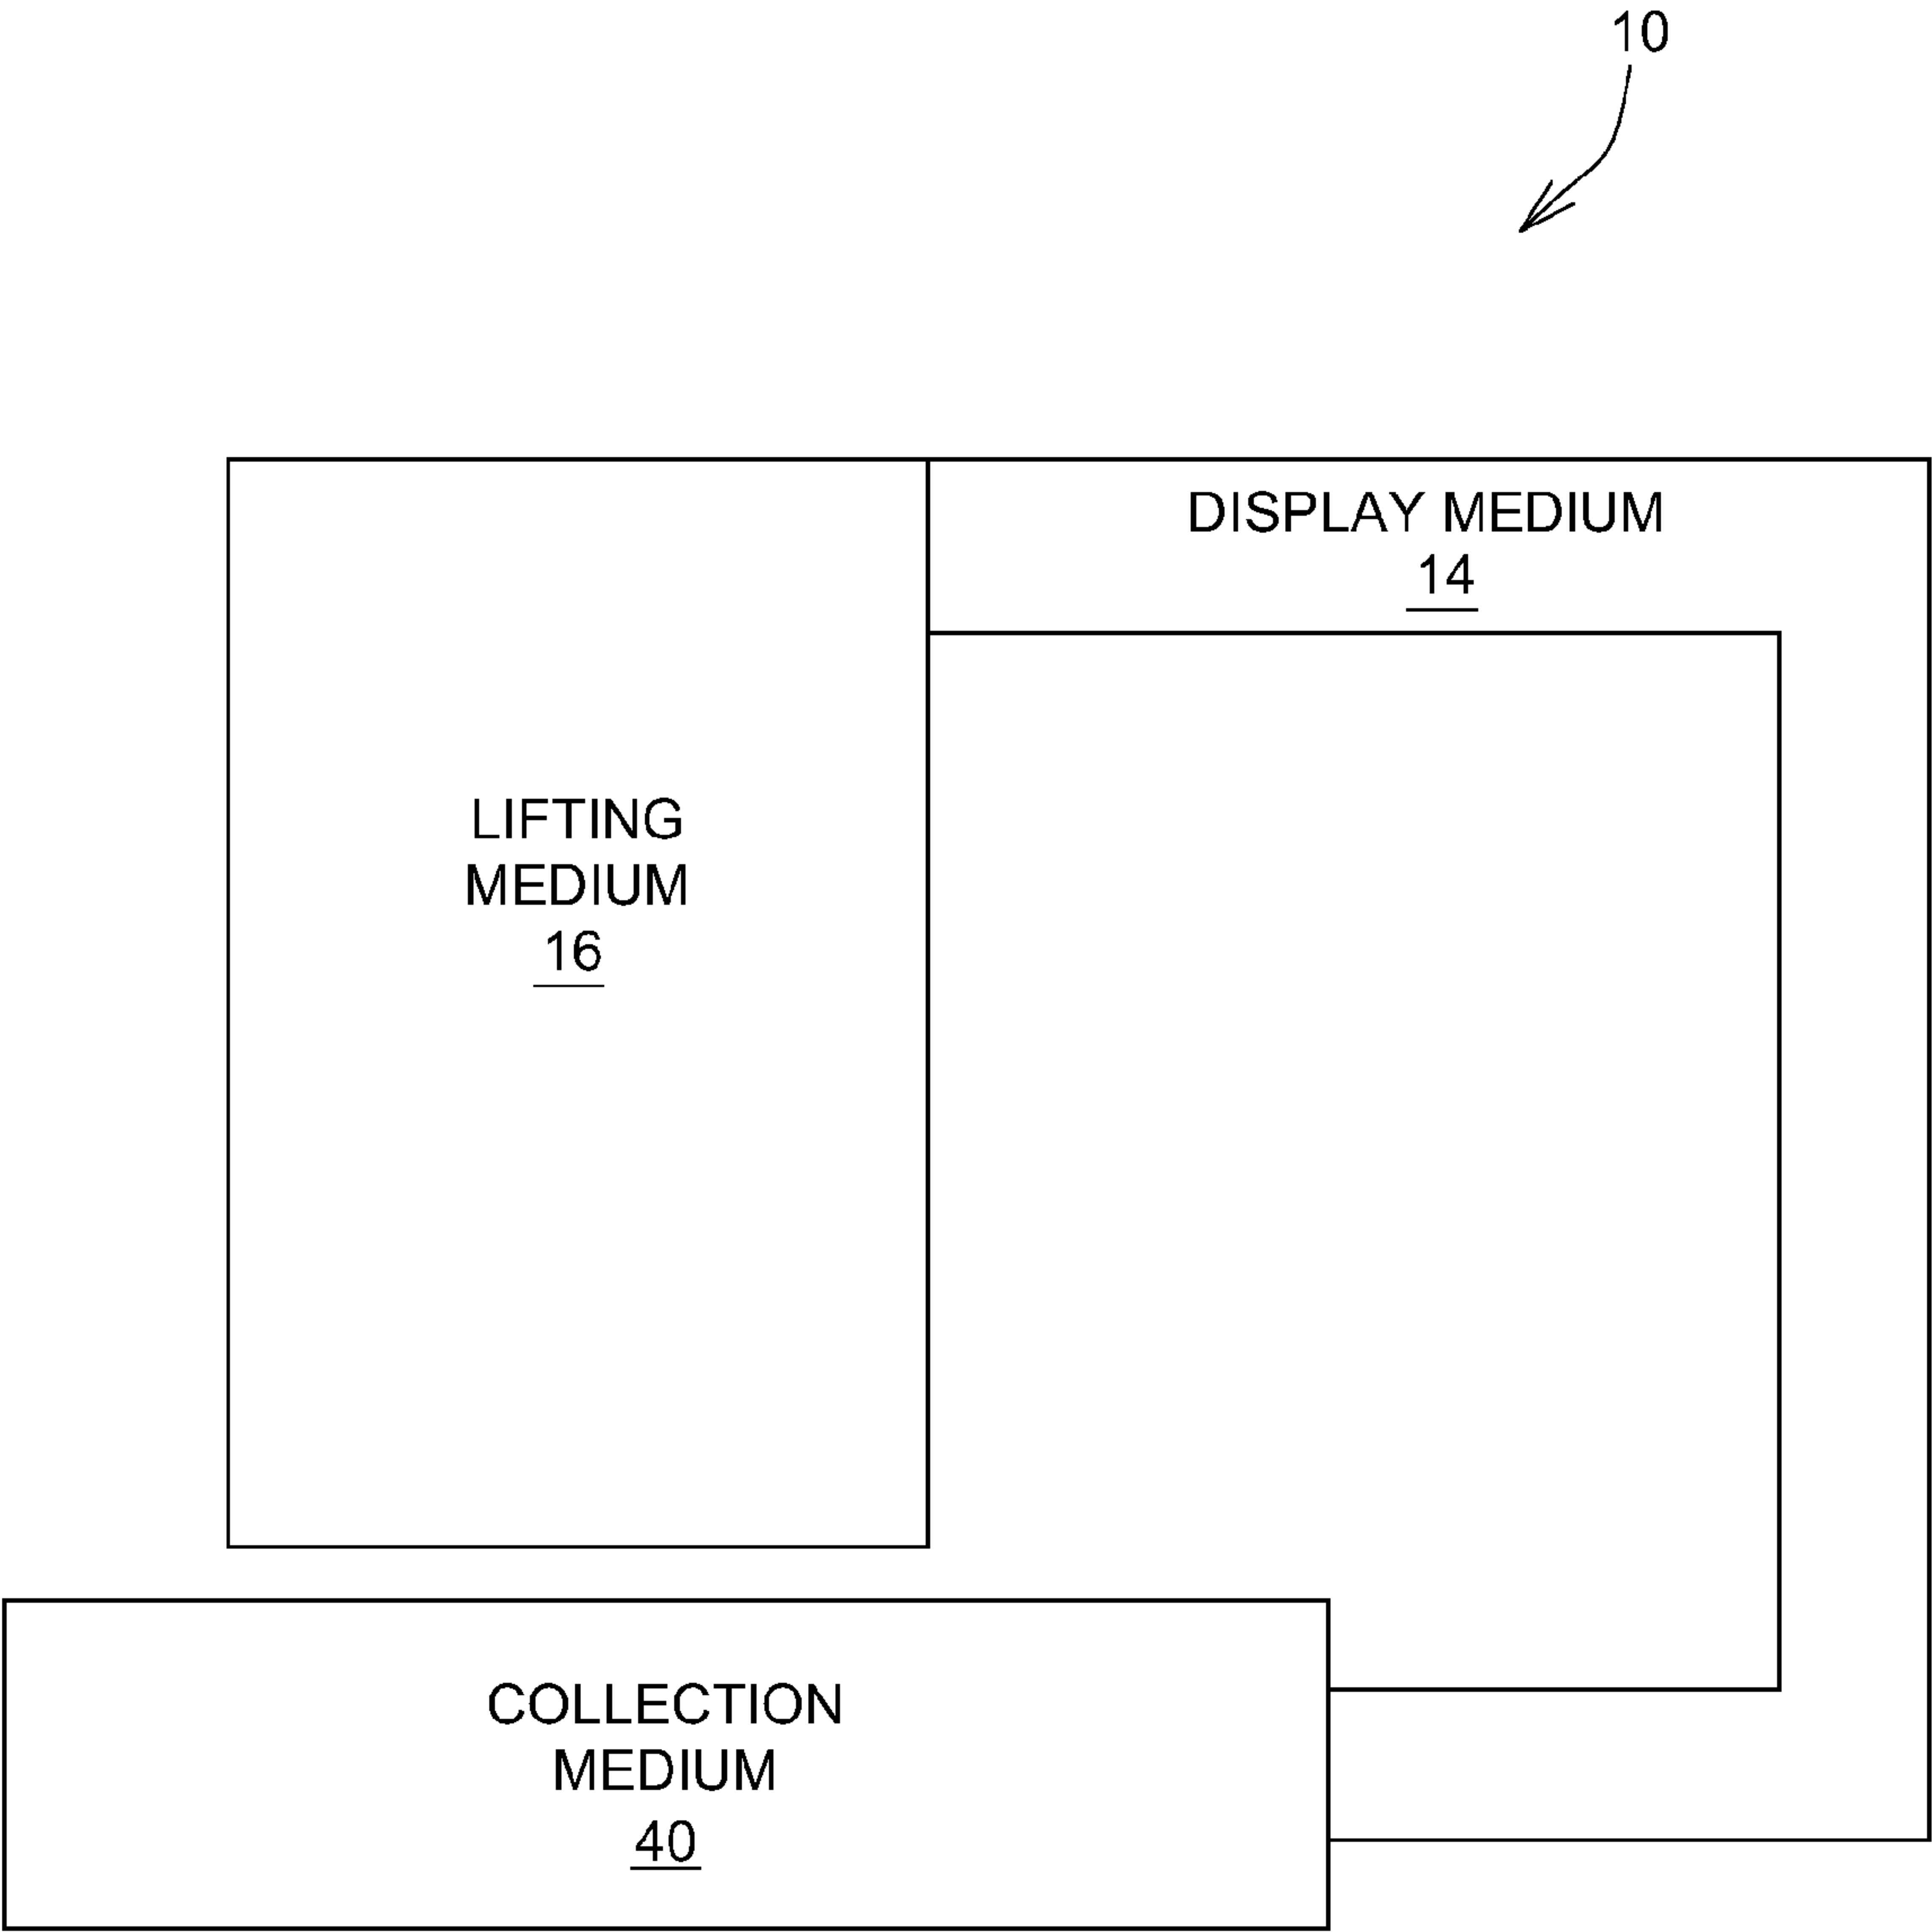 10
DISPLAY MEDIUM
14
LIFTING
MEDIUM
16
COLLECTION
MEDIUM
40